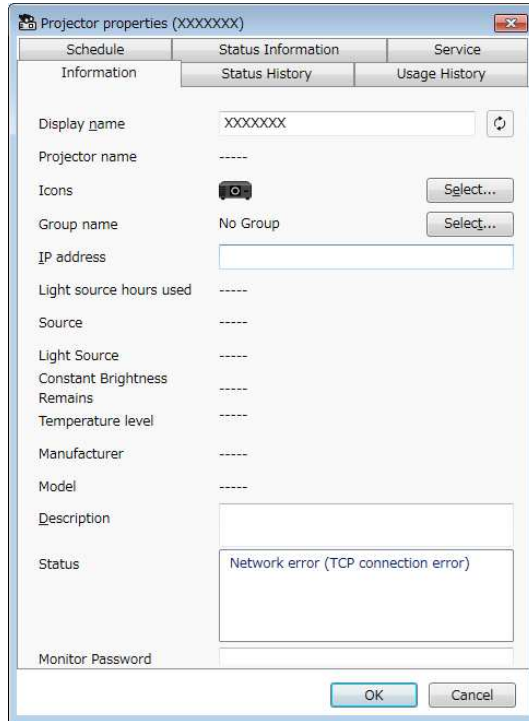 Projector properties (XXXXXXX)
Schedule Status Information Service
Information Status History Usage History
Display name XXXXXXX
Projector name -----
Icons Select...
Group name No Group Select...
IP address
Light source hours used -----
Source -----
Light Source -----
Constant Brightness
Remains -----
Temperature level -----
Manufacturer -----
Model -----
Description
Status Network error (TCP connection error)
Monitor Password
OK Cancel